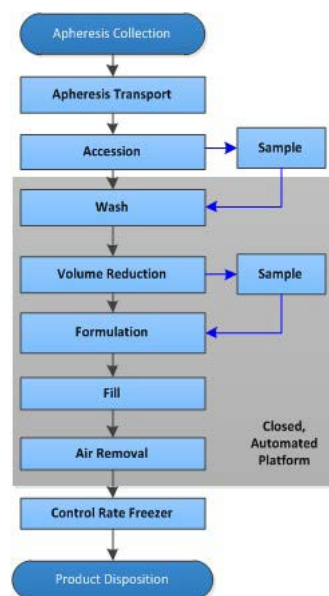 Apheresis Collection
Apheresis Transport
Accession
Sample
Wash
Volume Reduction
Sample
Formulation
Fill
Closed,
Automated
Platform
Air Removal
Control Rate Freezer
Product Disposition